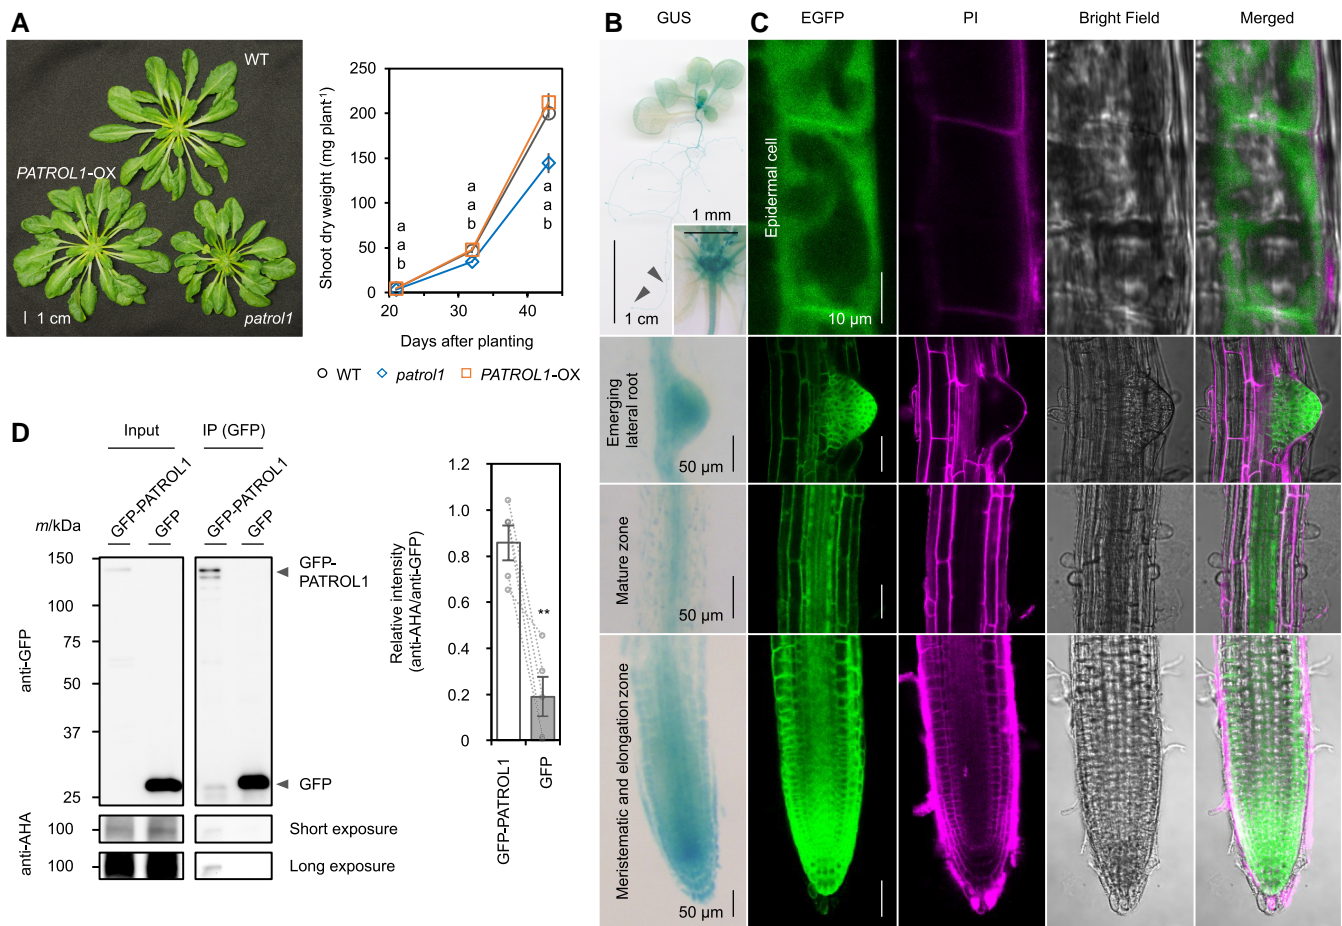 A
WT
PATROL1-OX
patrol1
1 cm
Shoot dry weight (mg plant⁻¹)
250
200
150
100
50
0
a
a
b
a
a
b
a
a
b
20
30
40
Days after planting
WT
patrol1
PATROL1-OX
B
GUS
1 mm
1 cm
50 µm
50 µm
50 µm
C
EGFP
PI
Bright Field
Merged
Epidermal cell
10 µm
Emerging
lateral root
Mature zone
Meristematic and elongation zone
D
Input
IP (GFP)
m/kDa
GFP-PATROL1
GFP
GFP-PATROL1
GFP
anti-GFP
150
100
75
50
37
25
GFP-
PATROL1
GFP
anti-AHA
100
Short exposure
100
Long exposure
Relative intensity
(anti-AHA/anti-GFP)
1.2
1.0
0.8
0.6
0.4
0.2
0
**
GFP-PATROL1
GFP